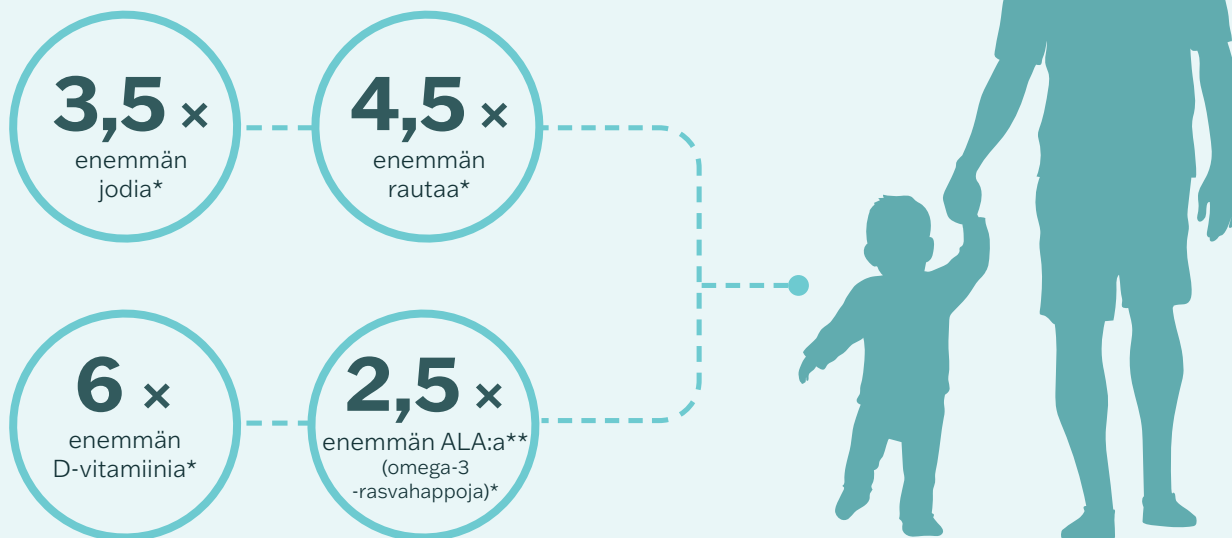 3,5 ×
enemmän
jodia*
4,5 ×
enemmän
rautaa*
6 ×
enemmän
D-vitamiinia*
2,5 ×
enemmän ALA:a**
(omega-3
-rasvahappoja)*